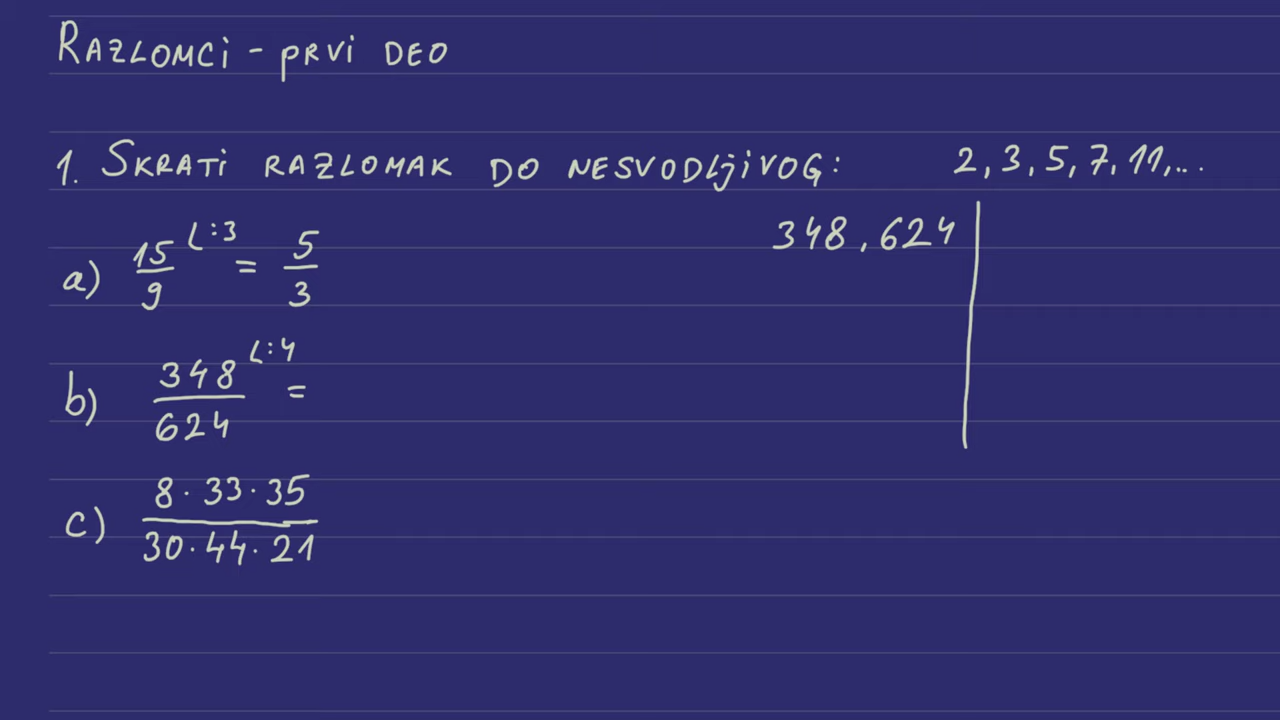 RAZLOMCi - PRVi DEO
1. SKRATi RAZLOMAK DO NESVODLjiVOG:
2, 3, 5, 7, 11, ...
a) 15/9 ⌊:3 = 5/3
348, 624 |
b) 348/624 ⌊:4 =
c) 8·33·35/30·44·21